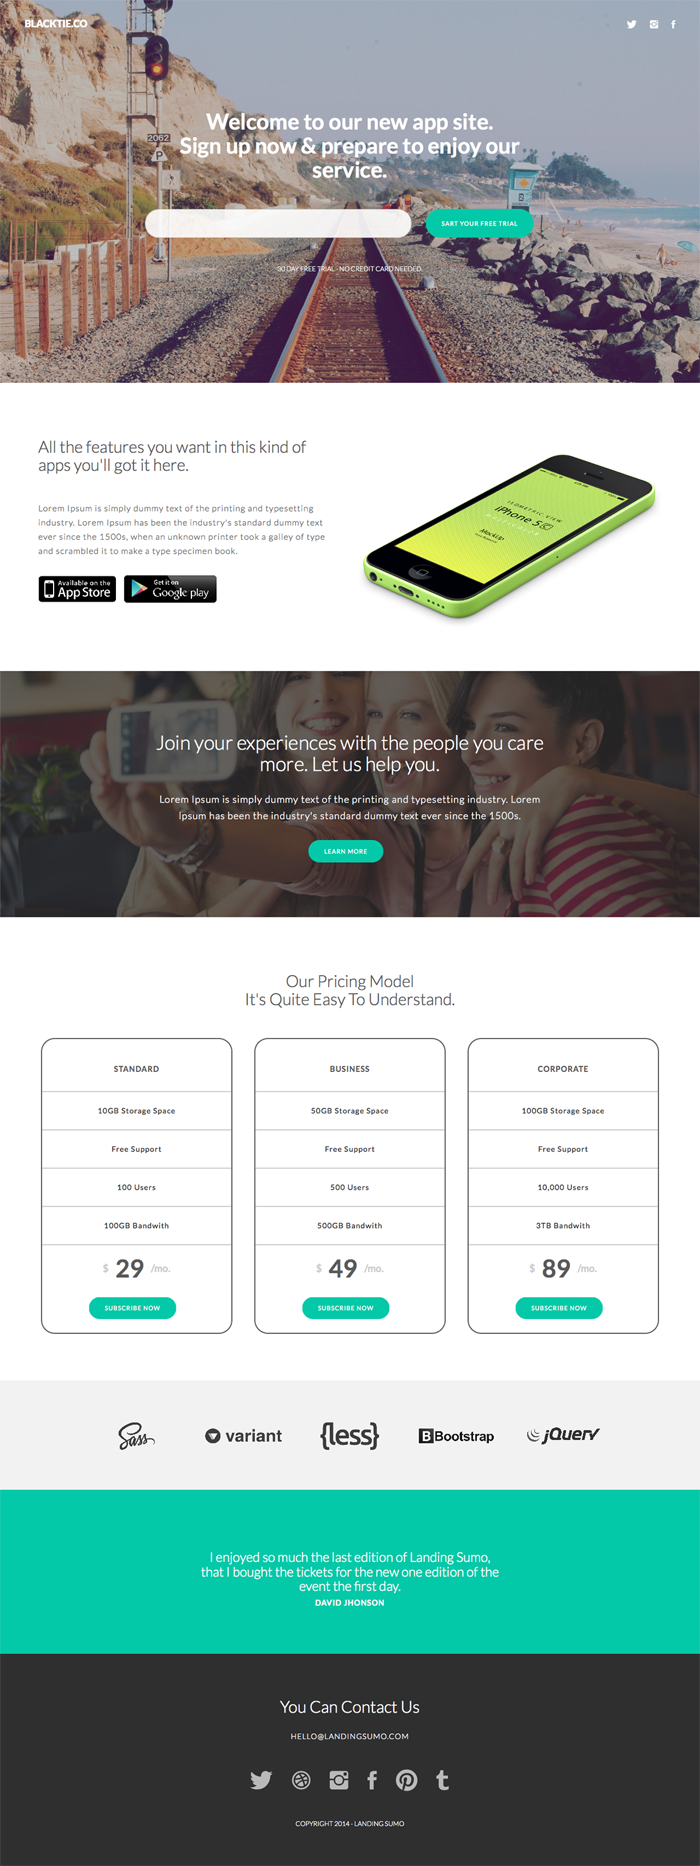 BLACKTIE.CO
2062
P
Welcome to our new app site.
Sign up now & prepare to enjoy our
service.
SART YOUR FREE TRIAL
30 DAY FREE TRIAL - NO CREDIT CARD NEEDED.
All the features you want in this kind of
apps you'll got it here.
Lorem Ipsum is simply dummy text of the printing and typesetting
industry. Lorem Ipsum has been the industry's standard dummy text
ever since the 1500s, when an unknown printer took a galley of type
and scrambled it to make a type specimen book.
Available on the
App Store
Get it on
Google play
ISOMETRIC VIEW
iPhone 5C
MockUp
Join your experiences with the people you care
more. Let us help you.
Lorem Ipsum is simply dummy text of the printing and typesetting industry. Lorem
Ipsum has been the industry's standard dummy text ever since the 1500s.
LEARN MORE
Our Pricing Model
It's Quite Easy To Understand.
STANDARD
10GB Storage Space
Free Support
100 Users
100GB Bandwith
$ 29 /mo.
SUBSCRIBE NOW
BUSINESS
50GB Storage Space
Free Support
500 Users
500GB Bandwith
$ 49 /mo.
SUBSCRIBE NOW
CORPORATE
100GB Storage Space
Free Support
10,000 Users
3TB Bandwith
$ 89 /mo.
SUBSCRIBE NOW
Sass
variant
{less}
B Bootstrap
jQuery
I enjoyed so much the last edition of Landing Sumo,
that I bought the tickets for the new one edition of the
event the first day.
DAVID JHONSON
You Can Contact Us
HELLO@LANDINGSUMO.COM
COPYRIGHT 2014 - LANDING SUMO